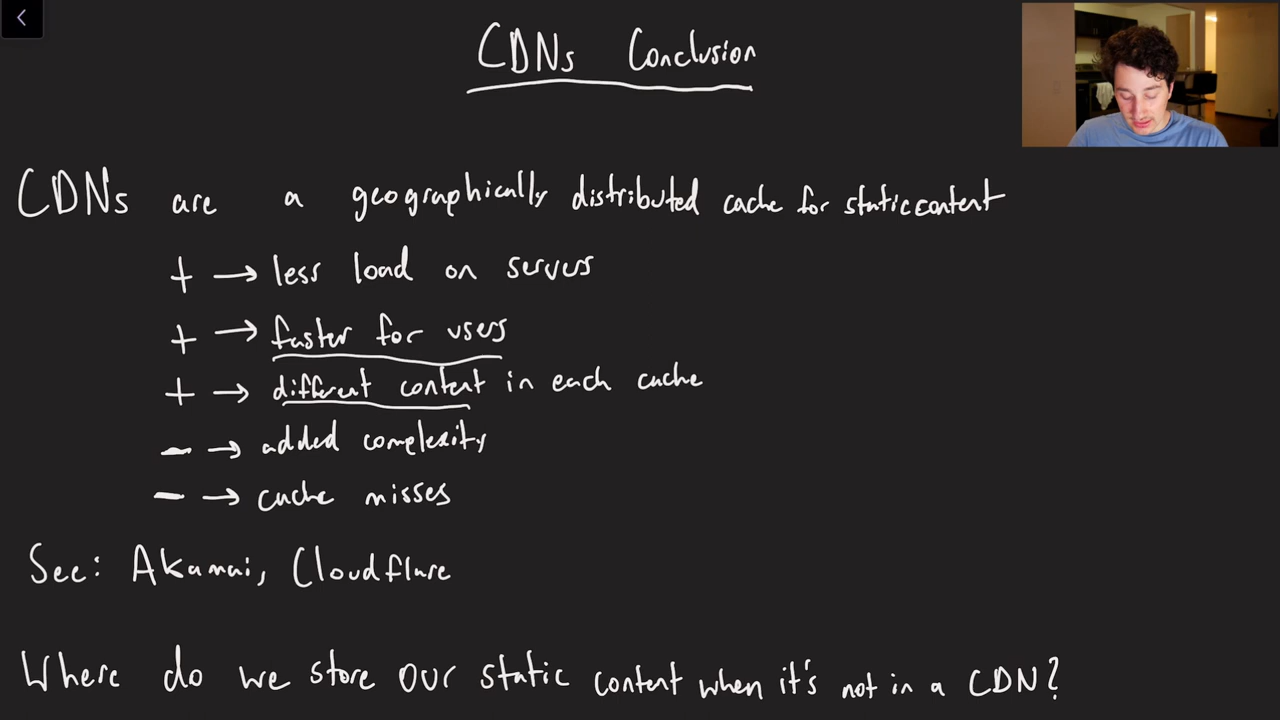 CDNs Conclusion
CDNs are a geographically distributed cache for static content
+ → less load on servers
+ → faster for users
+ → different content in each cache
- → added complexity
- → cache misses
See: Akamai, Cloudflare
Where do we store our static content when it's not in a CDN?